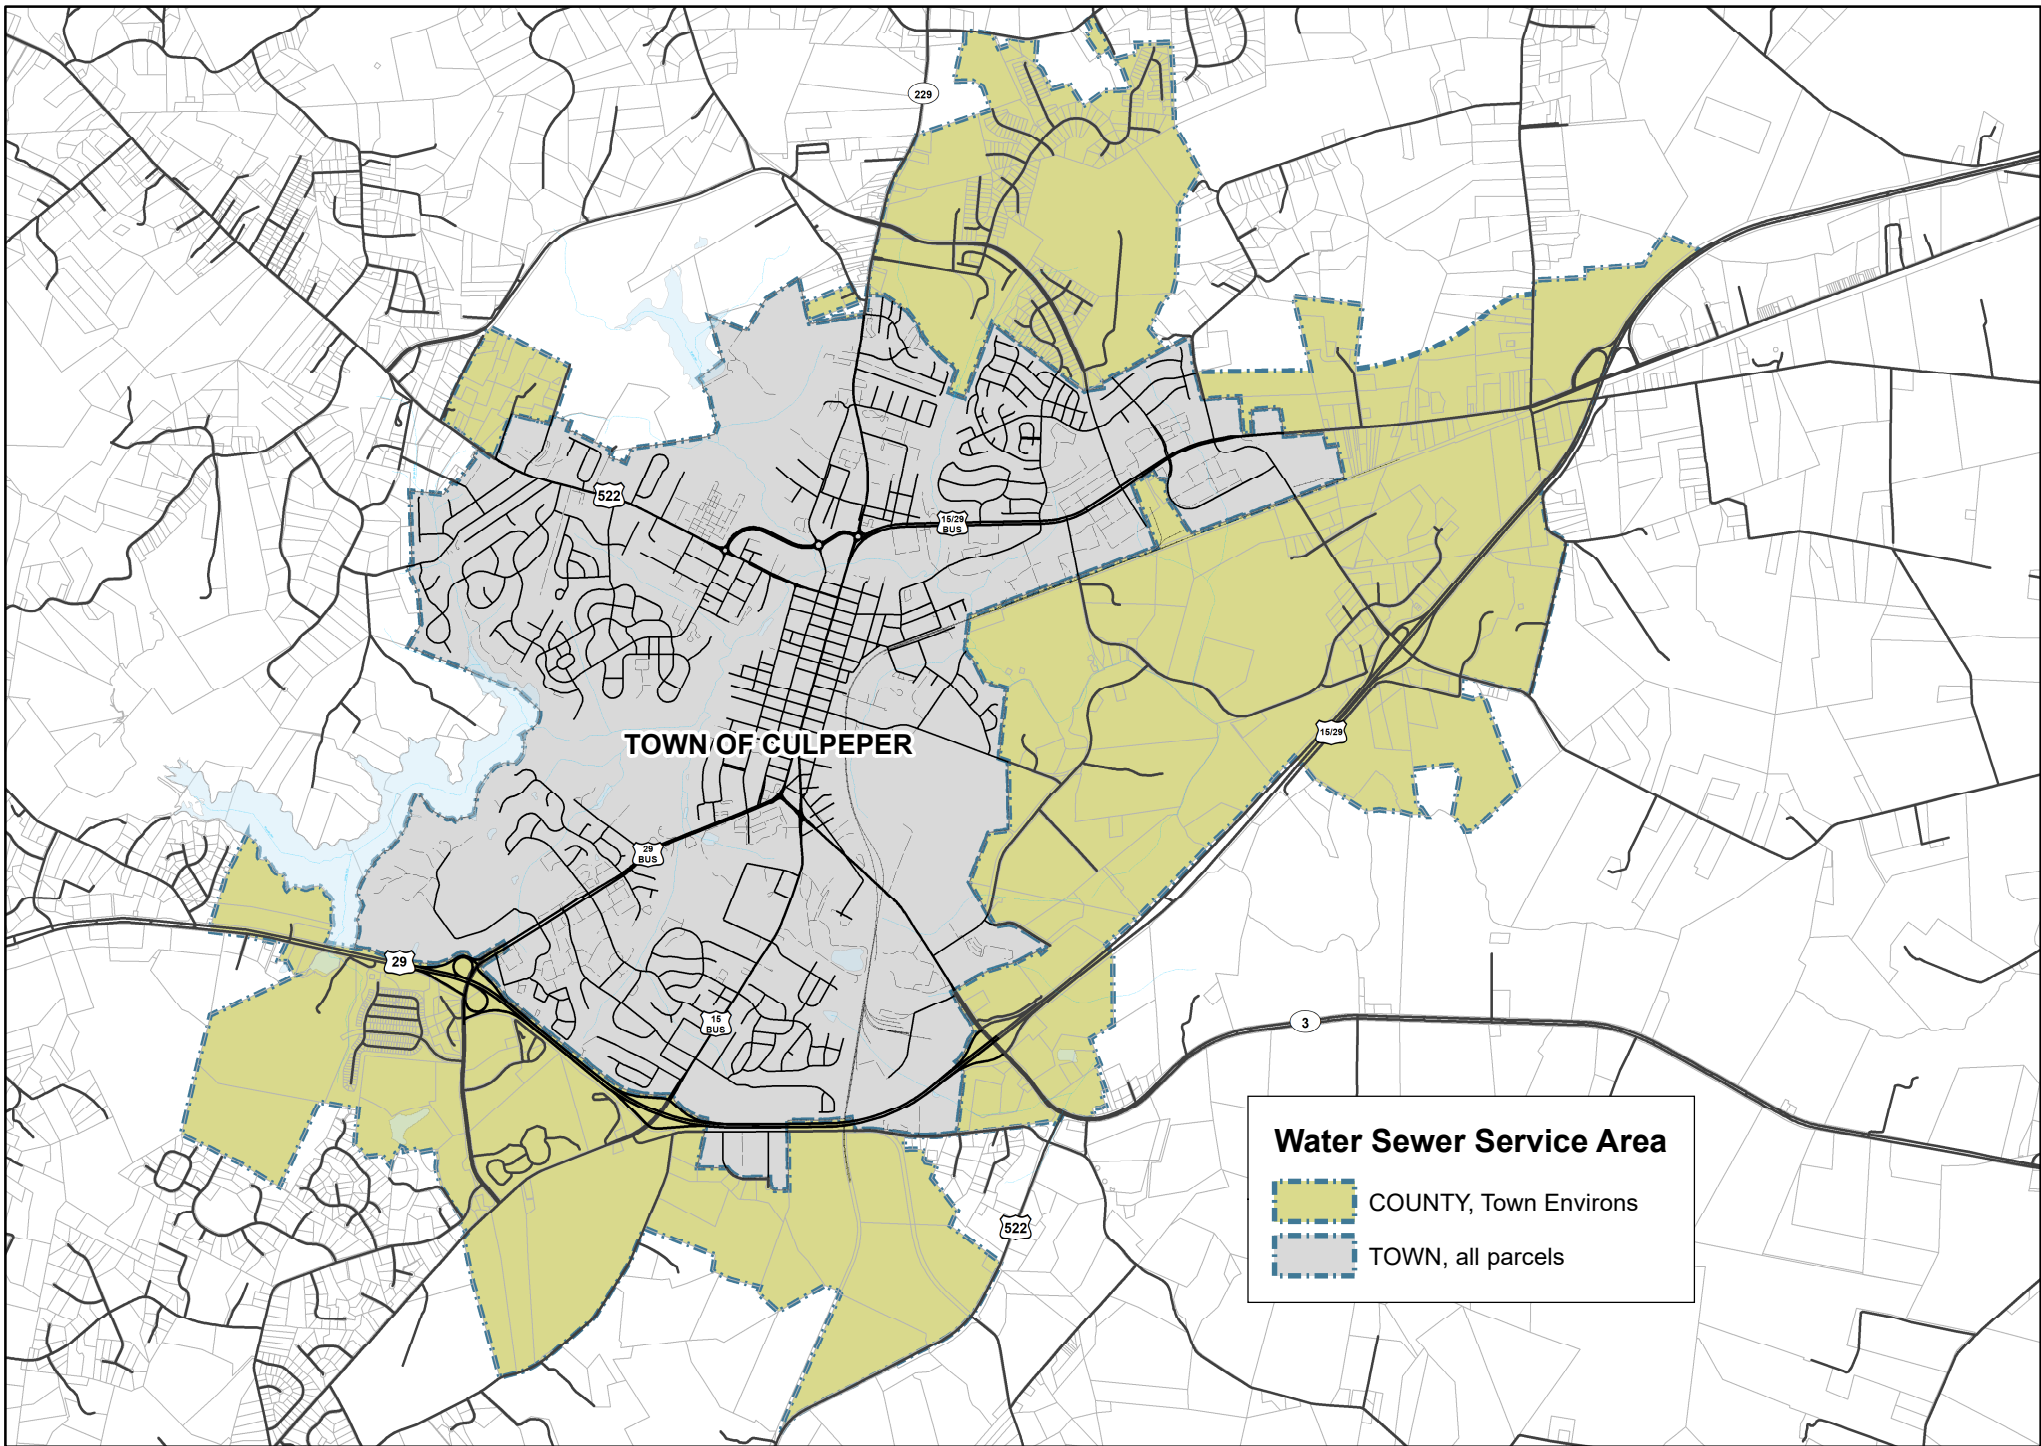 229
522
15/29
BUS
TOWN OF CULPEPER
15/29
29
BUS
29
15
BUS
3
Water Sewer Service Area
COUNTY, Town Environs
522
TOWN, all parcels